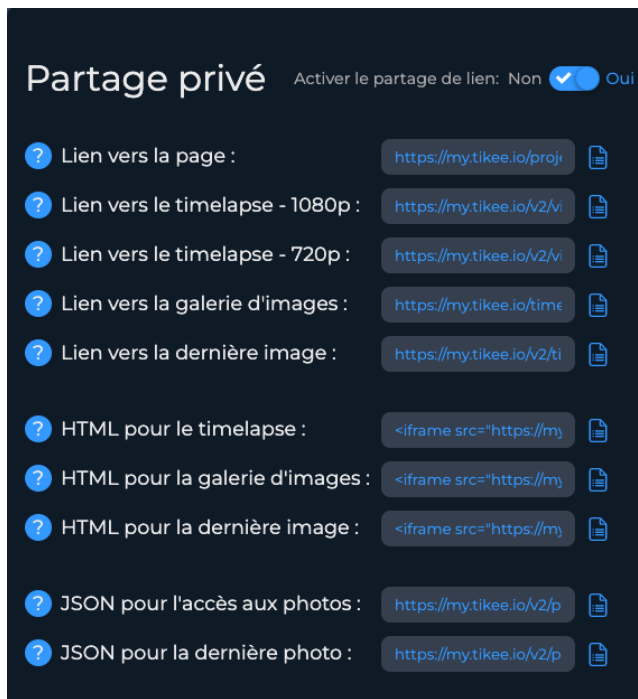 Partage privé Activer le partage de lien: Non Oui
? Lien vers la page : https://my.tikee.io/proj
? Lien vers le timelapse - 1080p : https://my.tikee.io/v2/vi
? Lien vers le timelapse - 720p : https://my.tikee.io/v2/vi
? Lien vers la galerie d'images : https://my.tikee.io/time
? Lien vers la dernière image : https://my.tikee.io/v2/ti
? HTML pour le timelapse : <iframe src="https://my
? HTML pour la galerie d'images : <iframe src="https://my
? HTML pour la dernière image : <iframe src="https://my
? JSON pour l'accès aux photos : https://my.tikee.io/v2/p
? JSON pour la dernière photo : https://my.tikee.io/v2/p